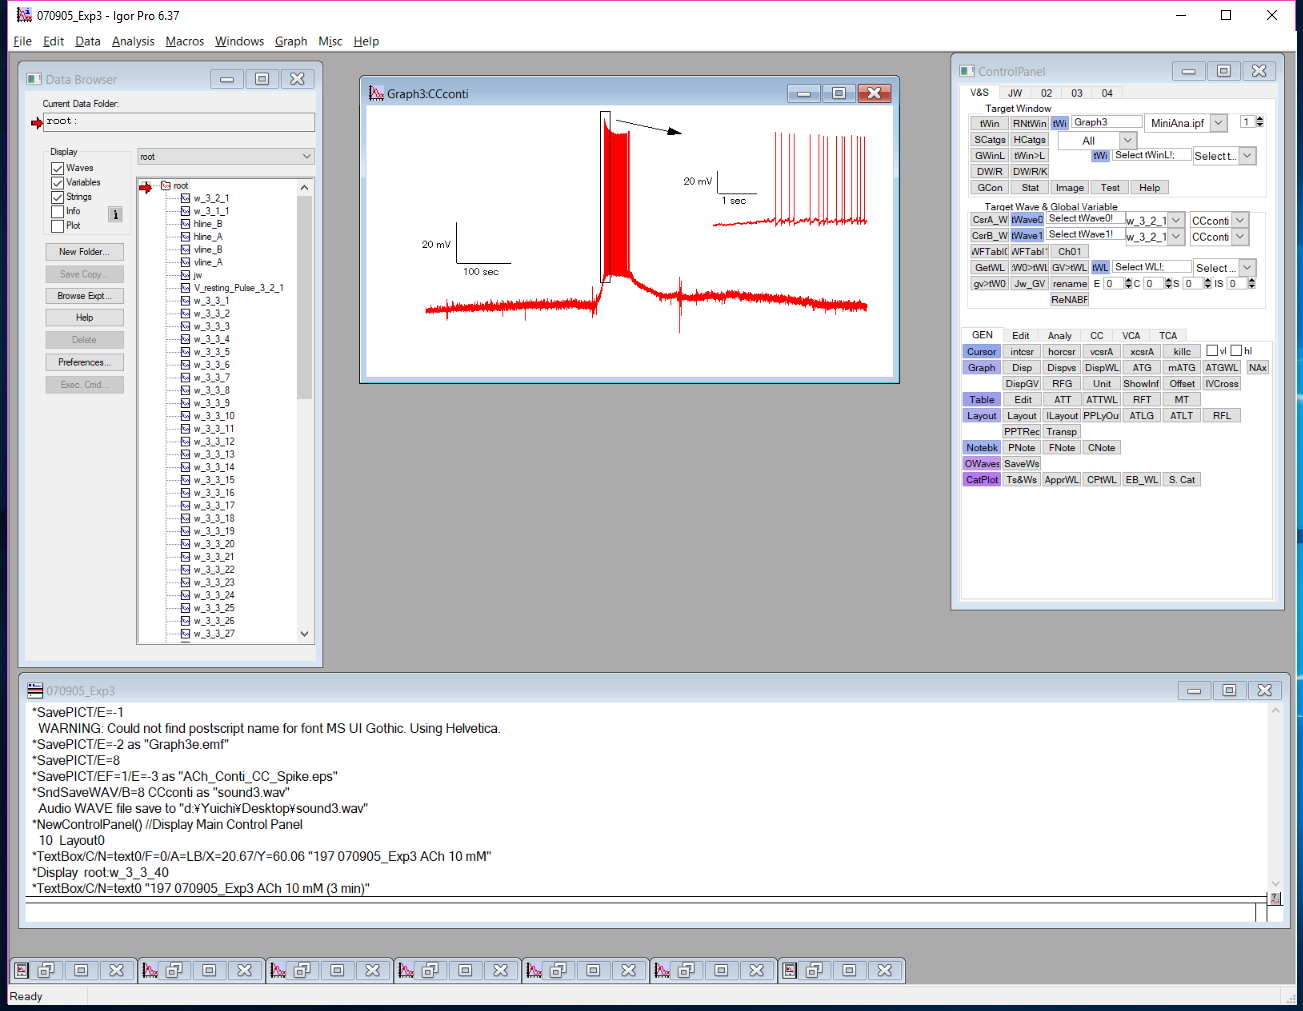 070905_Exp3 - Igor Pro 6.37
File Edit Data Analysis Macros Windows Graph Misc Help
Data Browser
Current Data Folder:
root:
Display
Waves
Variables
Strings
Info
Plot
New Folder...
Save Copy...
Browse Expt...
Help
Delete
Preferences...
Exec. Cmd...
root
root
w_3_2_1
w_3_1_1
hline_B
hline_A
vline_B
vline_A
jw
V_resting_Pulse_3_2_1
w_3_3_1
w_3_3_2
w_3_3_3
w_3_3_4
w_3_3_5
w_3_3_6
w_3_3_7
w_3_3_8
w_3_3_9
w_3_3_10
w_3_3_11
w_3_3_12
w_3_3_13
w_3_3_14
w_3_3_15
w_3_3_16
w_3_3_17
w_3_3_18
w_3_3_19
w_3_3_20
w_3_3_21
w_3_3_22
w_3_3_23
w_3_3_24
w_3_3_25
w_3_3_26
w_3_3_27
Graph3:CCconti
20 mV
1 sec
20 mV
100 sec
ControlPanel
V&S JW 02 03 04
Target Window
tWin RNtWin tWi Graph3 MiniAna.ipf 1
SCatgs HCatgs All
GWinL tWin>L tWi Select tWinL!; Select t...
DW/R DW/R/K
GCon Stat Image Test Help
Target Wave & Global Variable
CsrA_W tWave0 Select tWave0! w_3_2_1 CCconti
CsrB_W tWave1 Select tWave1! w_3_2_1 CCconti
WFTabl0 WFTabl1 Ch01
GetWL :W0>tWL GV>tWL tWL Select WL!; Select...
gv>tW0 Jw_GV rename E 0 C 0 S 0 IS 0
ReNABF
GEN Edit Analy CC VCA TCA
Cursor intcsr horcsr vcsrA xcsrA killc vl hl
Graph Disp Dispvs DispWL ATG mATG ATGWL NAx
DispGV RFG Unit ShowInf Offset IVCross
Table Edit ATT ATTWL RFT MT
Layout Layout lLayout PPLyOu ATLG ATLT RFL
PPTRec Transp
Notebk PNote FNote CNote
OWaves SaveWs
CatPlot Ts&Ws ApprWL CPtWL EB_WL S. Cat
070905_Exp3
*SavePICT/E=-1
WARNING: Could not find postscript name for font MS UI Gothic. Using Helvetica.
*SavePICT/E=-2 as "Graph3e.emf"
*SavePICT/E=8
*SavePICT/EF=1/E=-3 as "ACh_Conti_CC_Spike.eps"
*SndSaveWAV/B=8 CCconti as "sound3.wav"
Audio WAVE file save to "d:¥Yuichi¥Desktop¥sound3.wav"
*NewControlPanel() //Display Main Control Panel
10 Layout0
*TextBox/C/N=text0/F=0/A=LB/X=20.67/Y=60.06 "197 070905_Exp3 ACh 10 mM"
*Display root:w_3_3_40
*TextBox/C/N=text0 "197 070905_Exp3 ACh 10 mM (3 min)"
Ready